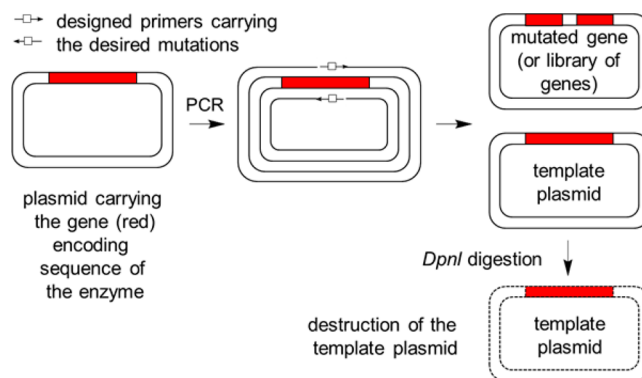 designed primers carrying
the desired mutations
PCR
plasmid carrying
the gene (red)
encoding
sequence of
the enzyme
mutated gene
(or library of
genes)
template
plasmid
DpnI digestion
destruction of the
template plasmid
template
plasmid